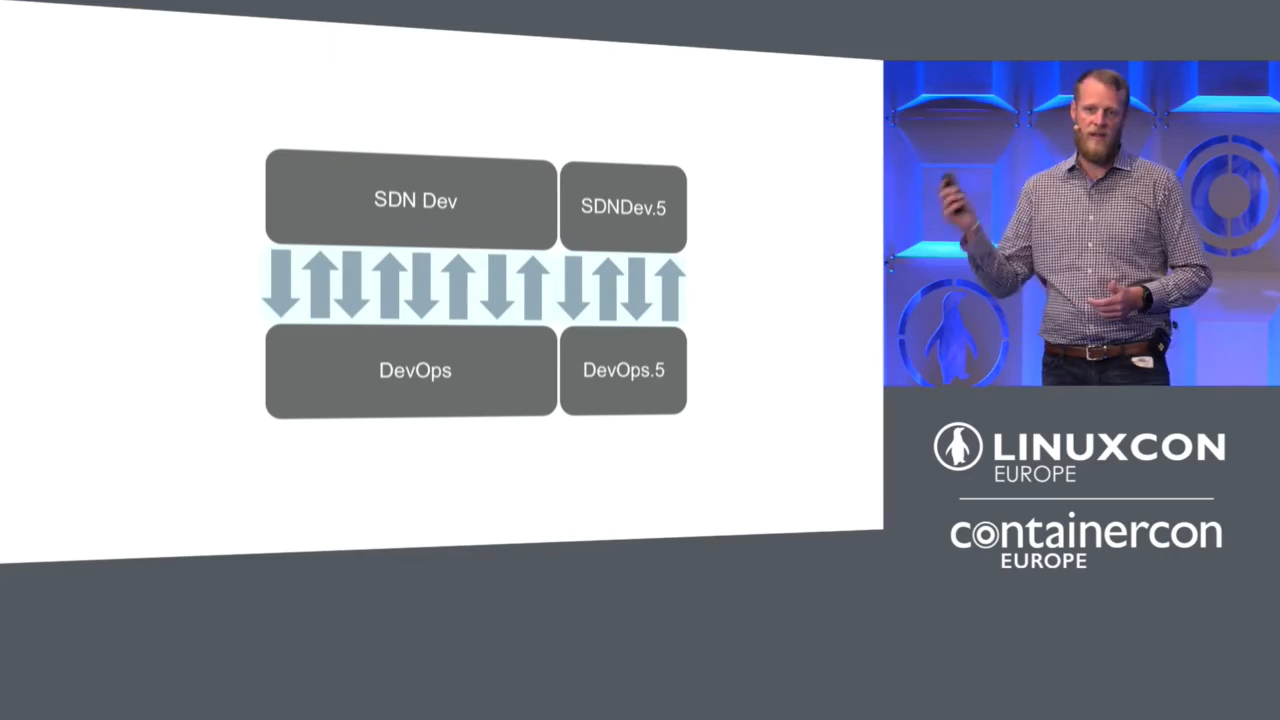 SDN Dev
SDNDev.5
DevOps
DevOps.5
LINUXCON
EUROPE
containercon
EUROPE